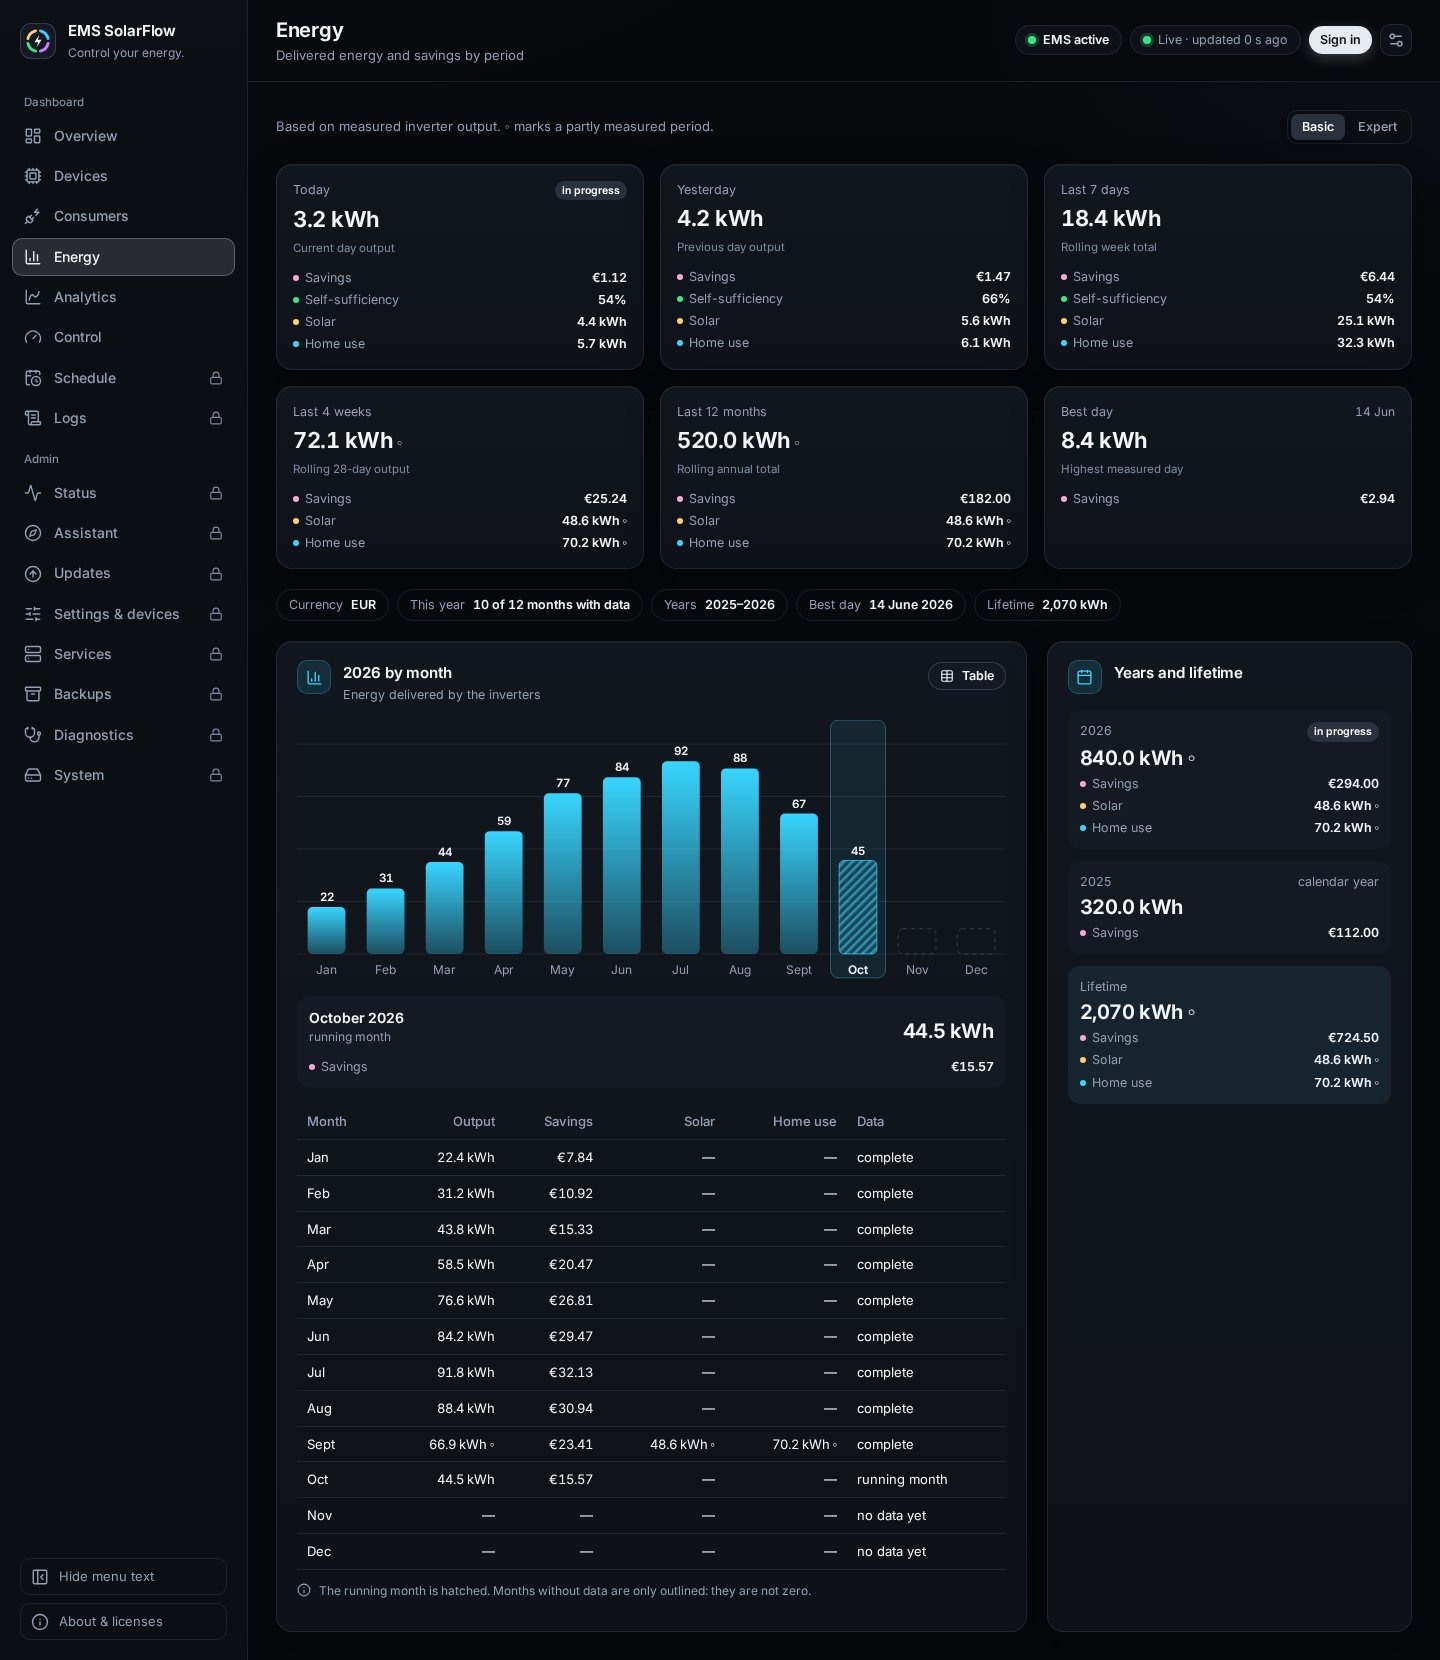 EMS SolarFlow
Control your energy.
Dashboard
Overview
Devices
Consumers
Energy
Analytics
Control
Schedule
Logs
Admin
Status
Assistant
Updates
Settings & devices
Services
Backups
Diagnostics
System
Hide menu text
About & licenses
Energy
Delivered energy and savings by period
EMS active
Live · updated 0 s ago
Sign in
Based on measured inverter output. ◦ marks a partly measured period.
Basic
Expert
Today in progress
3.2 kWh
Current day output
Savings €1.12
Self-sufficiency 54%
Solar 4.4 kWh
Home use 5.7 kWh
Yesterday
4.2 kWh
Previous day output
Savings €1.47
Self-sufficiency 66%
Solar 5.6 kWh
Home use 6.1 kWh
Last 7 days
18.4 kWh
Rolling week total
Savings €6.44
Self-sufficiency 54%
Solar 25.1 kWh
Home use 32.3 kWh
Last 4 weeks
72.1 kWh ◦
Rolling 28-day output
Savings €25.24
Solar 48.6 kWh ◦
Home use 70.2 kWh ◦
Last 12 months
520.0 kWh ◦
Rolling annual total
Savings €182.00
Solar 48.6 kWh ◦
Home use 70.2 kWh ◦
Best day 14 Jun
8.4 kWh
Highest measured day
Savings €2.94
Currency EUR
This year 10 of 12 months with data
Years 2025–2026
Best day 14 June 2026
Lifetime 2,070 kWh
2026 by month
Energy delivered by the inverters
Table
22 31 44 59 77 84 92 88 67 45
Jan Feb Mar Apr May Jun Jul Aug Sept Oct Nov Dec
October 2026
running month
44.5 kWh
Savings €15.57
Month Output Savings Solar Home use Data
Jan 22.4 kWh €7.84 — — complete
Feb 31.2 kWh €10.92 — — complete
Mar 43.8 kWh €15.33 — — complete
Apr 58.5 kWh €20.47 — — complete
May 76.6 kWh €26.81 — — complete
Jun 84.2 kWh €29.47 — — complete
Jul 91.8 kWh €32.13 — — complete
Aug 88.4 kWh €30.94 — — complete
Sept 66.9 kWh ◦ €23.41 48.6 kWh ◦ 70.2 kWh ◦ complete
Oct 44.5 kWh €15.57 — — running month
Nov — — — — no data yet
Dec — — — — no data yet
The running month is hatched. Months without data are only outlined: they are not zero.
Years and lifetime
2026 in progress
840.0 kWh ◦
Savings €294.00
Solar 48.6 kWh ◦
Home use 70.2 kWh ◦
2025 calendar year
320.0 kWh
Savings €112.00
Lifetime
2,070 kWh ◦
Savings €724.50
Solar 48.6 kWh ◦
Home use 70.2 kWh ◦